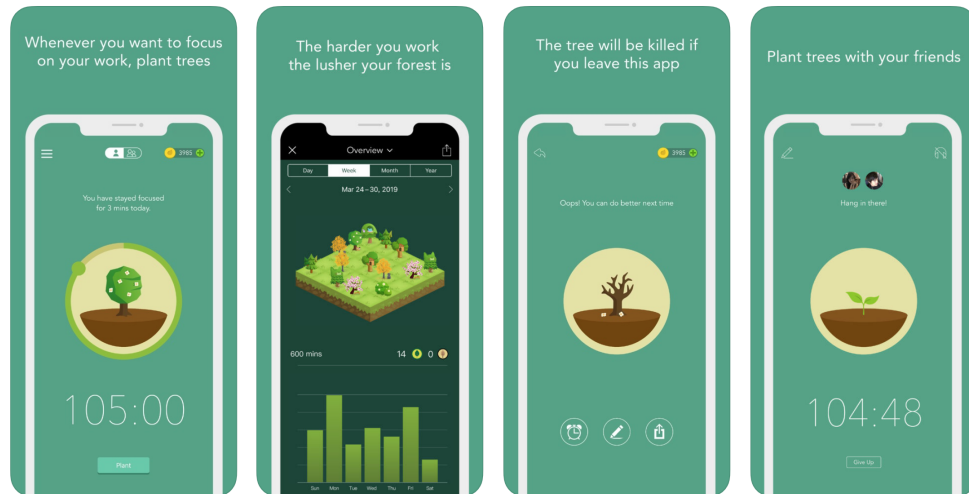 Whenever you want to focus
on your work, plant trees
3985
You have stayed focused
for 3 mins today.
105:00
Plant
The harder you work
the lusher your forest is
Overview
Day Week Month Year
Mar 24–30, 2019
600 mins 14 0
Sun Mon Tue Wed Thu Fri Sat
The tree will be killed if
you leave this app
3985
Oops! You can do better next time
Plant trees with your friends
Hang in there!
104:48
Give Up